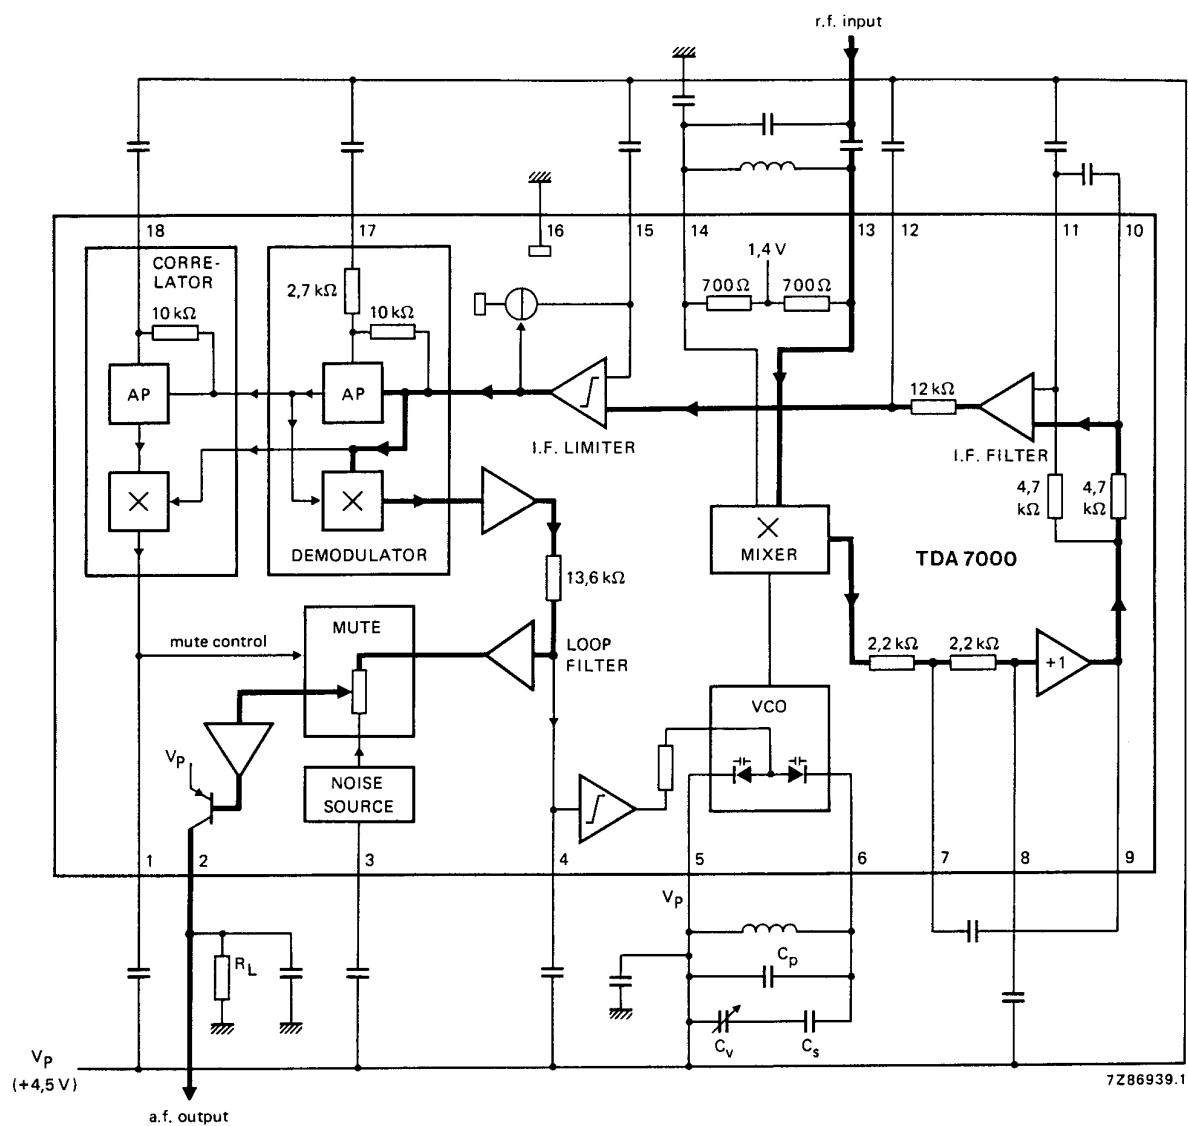 r.f. input
18
17
16
15
14
13
12
11
10
CORRE-
LATOR
2,7 kΩ
1,4 V
700 Ω
700 Ω
10 kΩ
10 kΩ
AP
AP
12 kΩ
I.F. LIMITER
I.F. FILTER
4,7
kΩ
4,7
kΩ
DEMODULATOR
MIXER
TDA 7000
13,6 kΩ
MUTE
mute control
LOOP
FILTER
2,2 kΩ
2,2 kΩ
+1
VCO
Vp
NOISE
SOURCE
1
2
3
4
5
6
7
8
9
Vp
RL
Cp
Cv
Cs
Vp
(+4,5 V)
7Z86939.1
a.f. output